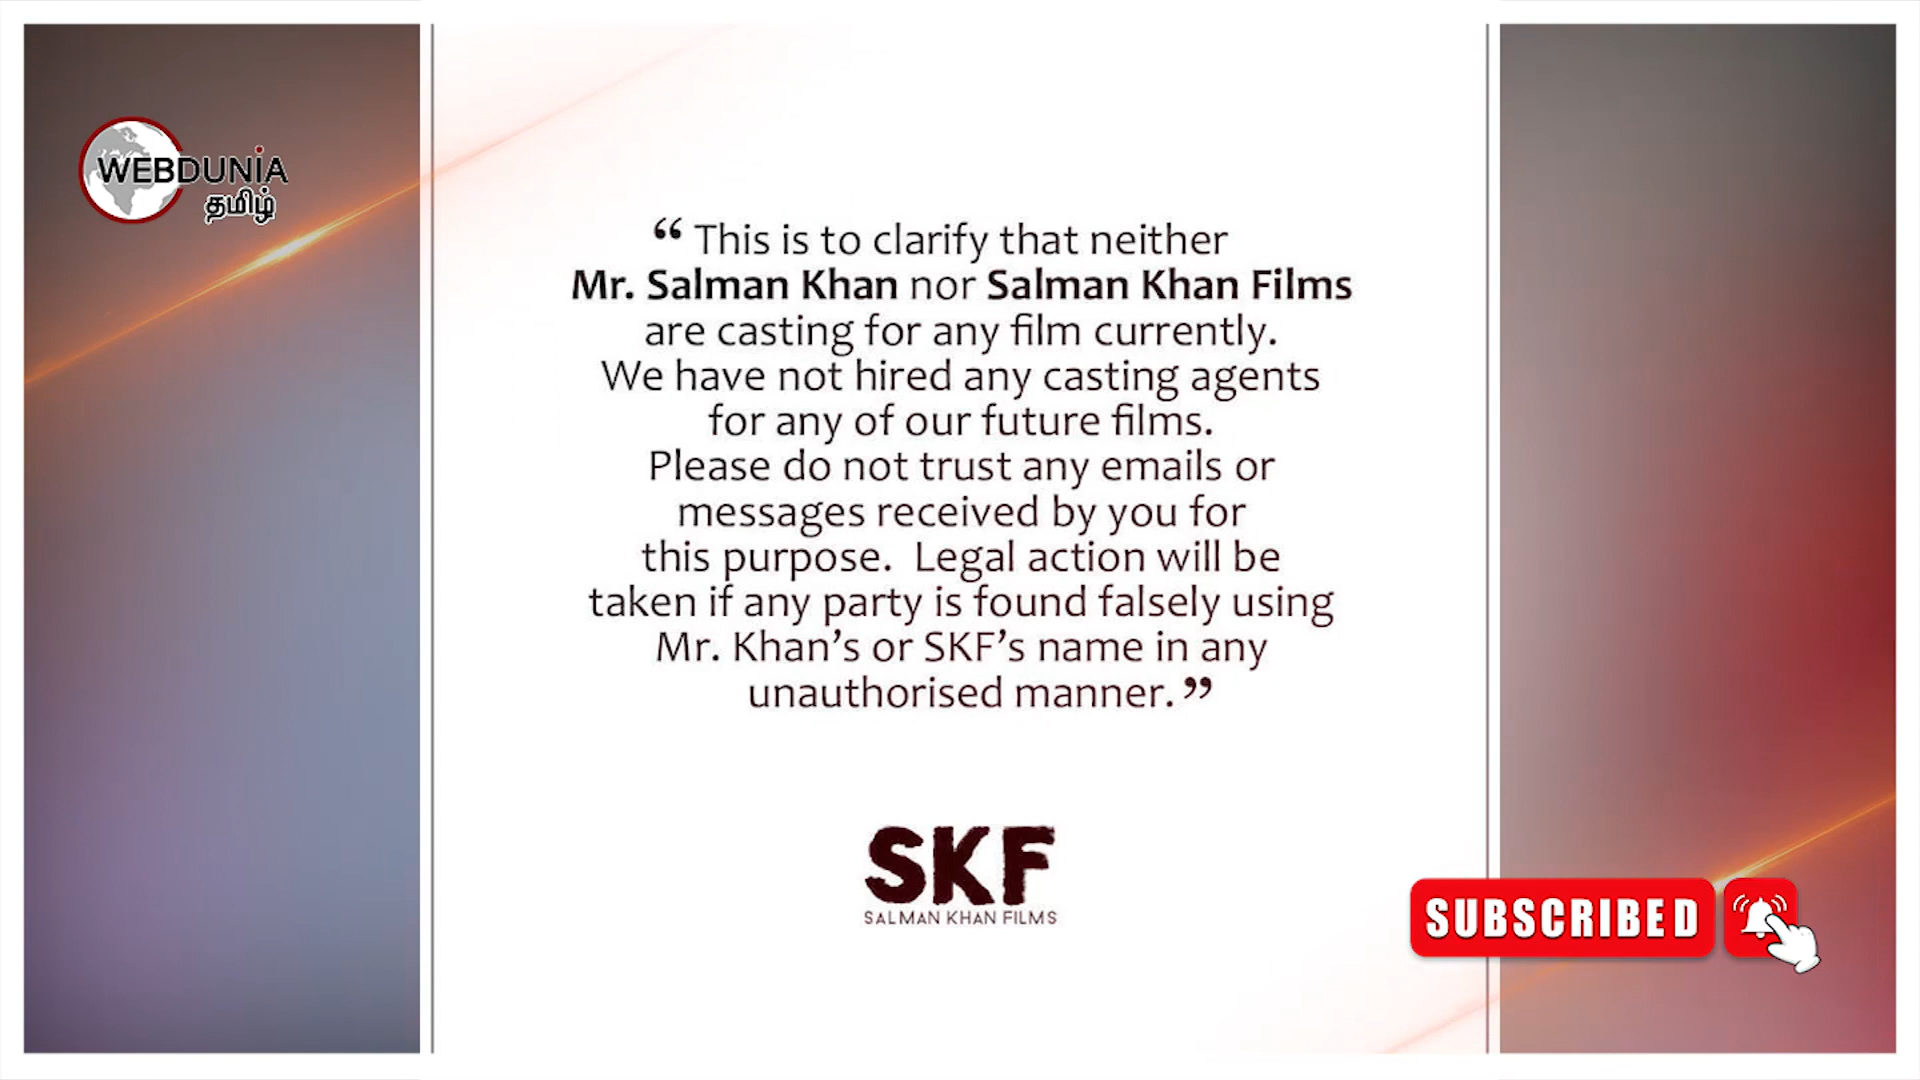 WEBDUNIA
தமிழ்
“ This is to clarify that neither
Mr. Salman Khan nor Salman Khan Films
are casting for any film currently.
We have not hired any casting agents
for any of our future films.
Please do not trust any emails or
messages received by you for
this purpose. Legal action will be
taken if any party is found falsely using
Mr. Khan’s or SKF’s name in any
unauthorised manner. ”
SKF
SALMAN KHAN FILMS
SUBSCRIBED